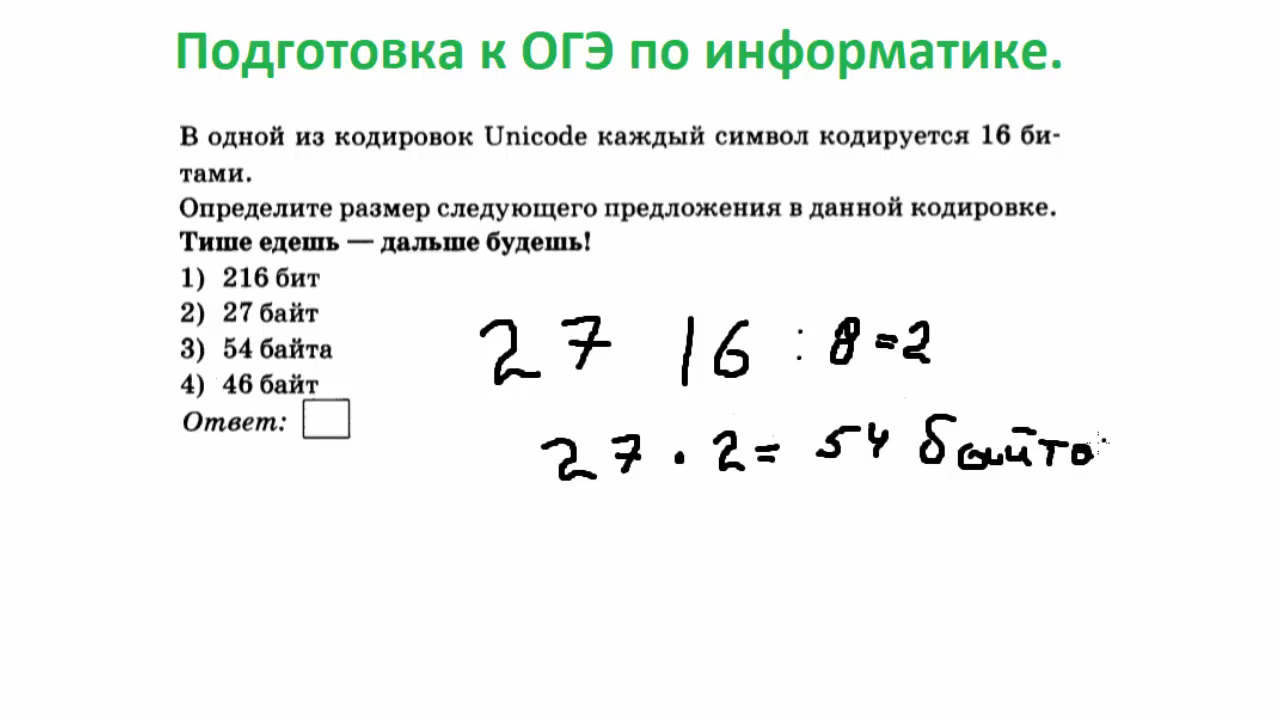 Подготовка к ОГЭ по информатике.
В одной из кодировок Unicode каждый символ кодируется 16 би-
тами.
Определите размер следующего предложения в данной кодировке.
Тише едешь — дальше будешь!
1) 216 бит
2) 27 байт
3) 54 байта
4) 46 байт
Ответ:
27 16 : 8 = 2
27 · 2 = 54 байта